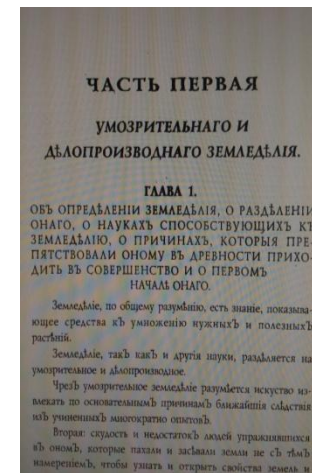 ЧАСТЬ ПЕРВАЯ
УМОЗРИТЕЛЬНАГО И
ДѢЛОПРОИЗВОДНАГО ЗЕМЛЕДѢЛІЯ.
ГЛАВА 1.
ОБЪ ОПРЕДѢЛЕНІИ ЗЕМЛЕДѢЛІЯ, О РАЗДѢЛЕНІИ
ОНАГО, О НАУКАХЪ СПОСОБСТВУЮЩИХЪ КЪ
ЗЕМЛЕДѢЛІЮ, О ПРИЧИНАХЪ, КОТОРЫЯ ПРЕ-
ПЯТСТВОВАЛИ ОНОМУ ВЪ ДРЕВНОСТИ ПРИХО-
ДИТЬ ВЪ СОВЕРШЕНСТВО И О ПЕРВОМЪ
НАЧАЛѢ ОНАГО.
Земледѣліе, по общему разумѣнію, есть знаніе, показыва-
ющее средства къ умноженію нужныхЪ и полезныхЪ
растѣній.
Земледѣліе, такЪ какЪ и другія науки, раздѣляется на
умозрительное и дѣлопроизводное.
ЧрезЪ умозрительное земледѣліе разумѣется искусство из-
влекать по основательнымЪ причинамЪ ближайшія слѣдствія
изЪ учиненныхЪ многократно опытовЪ.
Вторая: скудость и недостатокЪ людей упражнявшихся
вЪ ономЪ, которые пахали и засѣвали земли не сЪ тѣмЪ
намѣреніемЪ, чтобы узнать и открыть свойства земель и